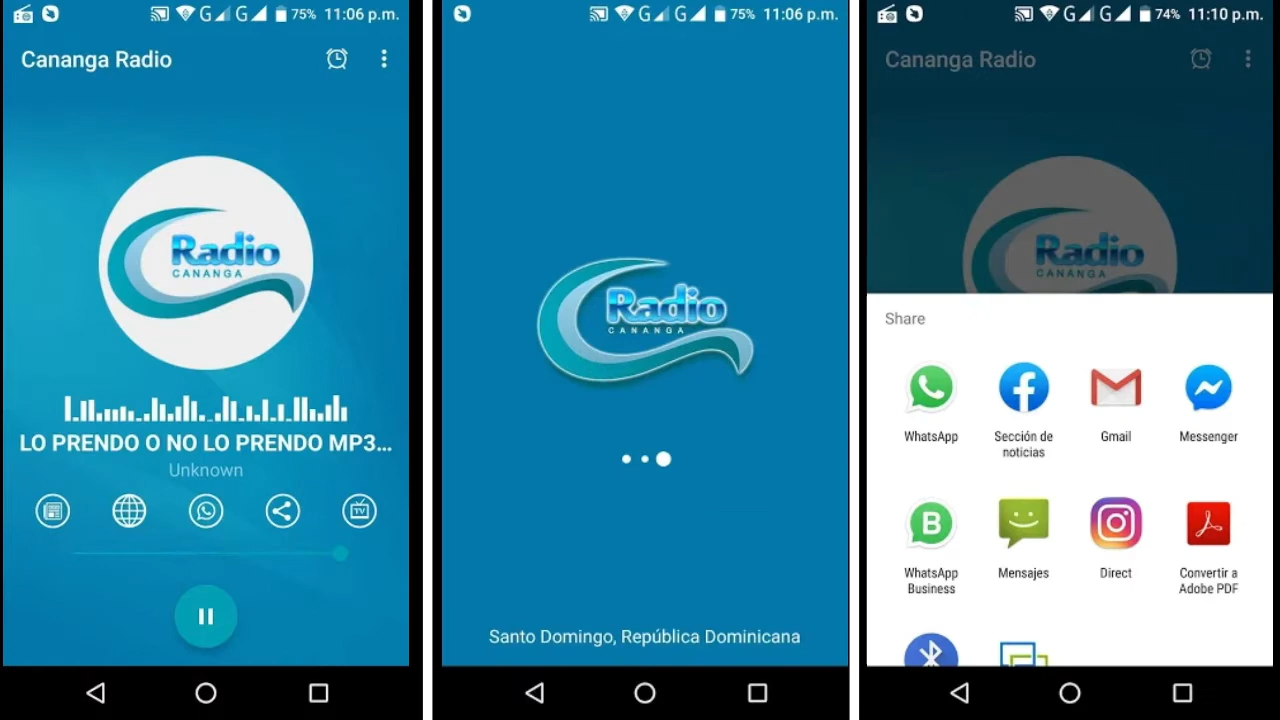 G G 75% 11:06 p.m.
Cananga Radio
Radio
CANANGA
LO PRENDO O NO LO PRENDO MP3...
Unknown
TV
G G 75% 11:06 p.m.
Radio
CANANGA
Santo Domingo, República Dominicana
G G 74% 11:10 p.m.
Cananga Radio
Radio
CANANGA
Share
WhatsApp
Sección de
noticias
Gmail
Messenger
B
WhatsApp
Business
Mensajes
Direct
Convertir a
Adobe PDF